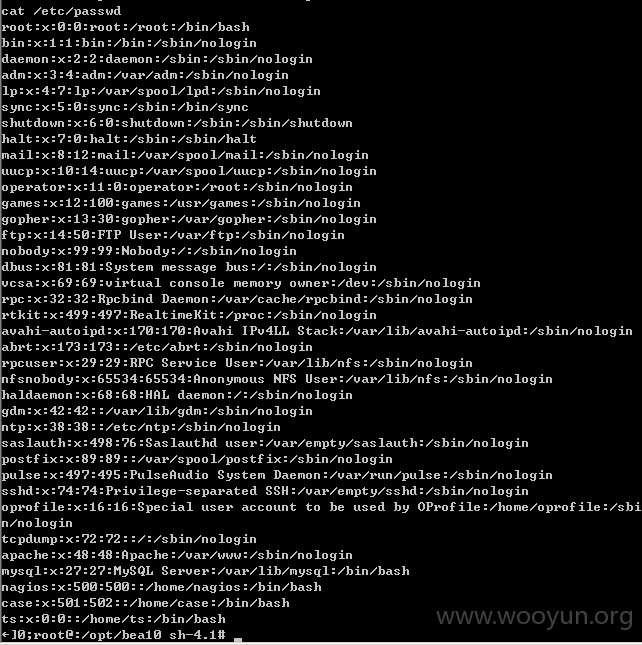 cat /etc/passwd
root:x:0:0:root:/root:/bin/bash
bin:x:1:1:bin:/bin:/sbin/nologin
daemon:x:2:2:daemon:/sbin:/sbin/nologin
adm:x:3:4:adm:/var/adm:/sbin/nologin
lp:x:4:7:lp:/var/spool/lpd:/sbin/nologin
sync:x:5:0:sync:/sbin:/bin/sync
shutdown:x:6:0:shutdown:/sbin:/sbin/shutdown
halt:x:7:0:halt:/sbin:/sbin/halt
mail:x:8:12:mail:/var/spool/mail:/sbin/nologin
uucp:x:10:14:uucp:/var/spool/uucp:/sbin/nologin
operator:x:11:0:operator:/root:/sbin/nologin
games:x:12:100:games:/usr/games:/sbin/nologin
gopher:x:13:30:gopher:/var/gopher:/sbin/nologin
ftp:x:14:50:FTP User:/var/ftp:/sbin/nologin
nobody:x:99:99:Nobody:/:/sbin/nologin
dbus:x:81:81:System message bus:/:/sbin/nologin
vcsa:x:69:69:virtual console memory owner:/dev:/sbin/nologin
rpc:x:32:32:Rpcbind Daemon:/var/cache/rpcbind:/sbin/nologin
rtkit:x:499:497:RealtimeKit:/proc:/sbin/nologin
avahi-autoipd:x:170:170:Avahi IPv4LL Stack:/var/lib/avahi-autoipd:/sbin/nologin
abrt:x:173:173::/etc/abrt:/sbin/nologin
rpcuser:x:29:29:RPC Service User:/var/lib/nfs:/sbin/nologin
nfsnobody:x:65534:65534:Anonymous NFS User:/var/lib/nfs:/sbin/nologin
haldaemon:x:68:68:HAL daemon:/:/sbin/nologin
gdm:x:42:42::/var/lib/gdm:/sbin/nologin
ntp:x:38:38::/etc/ntp:/sbin/nologin
saslauth:x:498:76:Saslauthd user:/var/empty/saslauth:/sbin/nologin
postfix:x:89:89::/var/spool/postfix:/sbin/nologin
pulse:x:497:495:PulseAudio System Daemon:/var/run/pulse:/sbin/nologin
sshd:x:74:74:Privilege-separated SSH:/var/empty/sshd:/sbin/nologin
oprofile:x:16:16:Special user account to be used by OProfile:/home/oprofile:/sbi
n/nologin
tcpdump:x:72:72::/:/sbin/nologin
apache:x:48:48:Apache:/var/www:/sbin/nologin
mysql:x:27:27:MySQL Server:/var/lib/mysql:/bin/bash
nagios:x:500:500::/home/nagios:/bin/bash
case:x:501:502::/home/case:/bin/bash
ts:x:0:0::/home/ts:/bin/bash
←]0;root@:/opt/bea10 sh-4.1#
www.wooyun.org